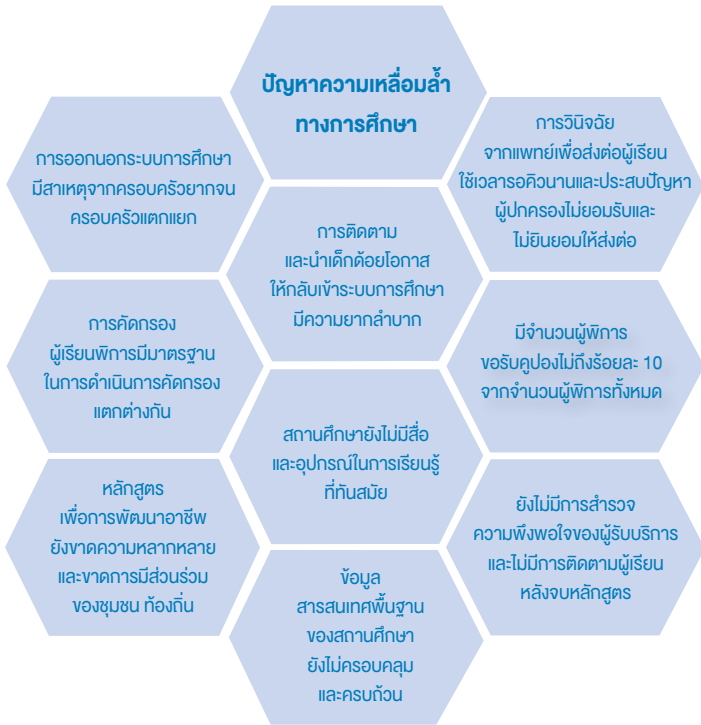 ปัญหาความเหลื่อมล้ำ
ทางการศึกษา
การออกนอกระบบการศึกษา
มีสาเหตุจากครอบครัวยากจน
ครอบครัวแตกแยก
การวินิจฉัย
จากแพทย์เพื่อส่งต่อผู้เรียน
ใช้เวลารอคิวนานและประสบปัญหา
ผู้ปกครองไม่ยอมรับและ
ไม่ยินยอมให้ส่งต่อ
การติดตาม
และนำเด็กด้อยโอกาส
ให้กลับเข้าระบบการศึกษา
มีความยากลำบาก
การคัดกรอง
ผู้เรียนพิการมีมาตรฐาน
ในการดำเนินการคัดกรอง
แตกต่างกัน
มีจำนวนผู้พิการ
ขอรับคูปองไม่ถึงร้อยละ 10
จากจำนวนผู้พิการทั้งหมด
สถานศึกษายังไม่มีสื่อ
และอุปกรณ์ในการเรียนรู้
ที่ทันสมัย
หลักสูตร
เพื่อการพัฒนาอาชีพ
ยังขาดความหลากหลาย
และขาดการมีส่วนร่วม
ของชุมชน ท้องถิ่น
ยังไม่มีการสำรวจ
ความพึงพอใจของผู้รับบริการ
และไม่มีการติดตามผู้เรียน
หลังจบหลักสูตร
ข้อมูล
สารสนเทศพื้นฐาน
ของสถานศึกษา
ยังไม่ครอบคลุม
และครบถ้วน